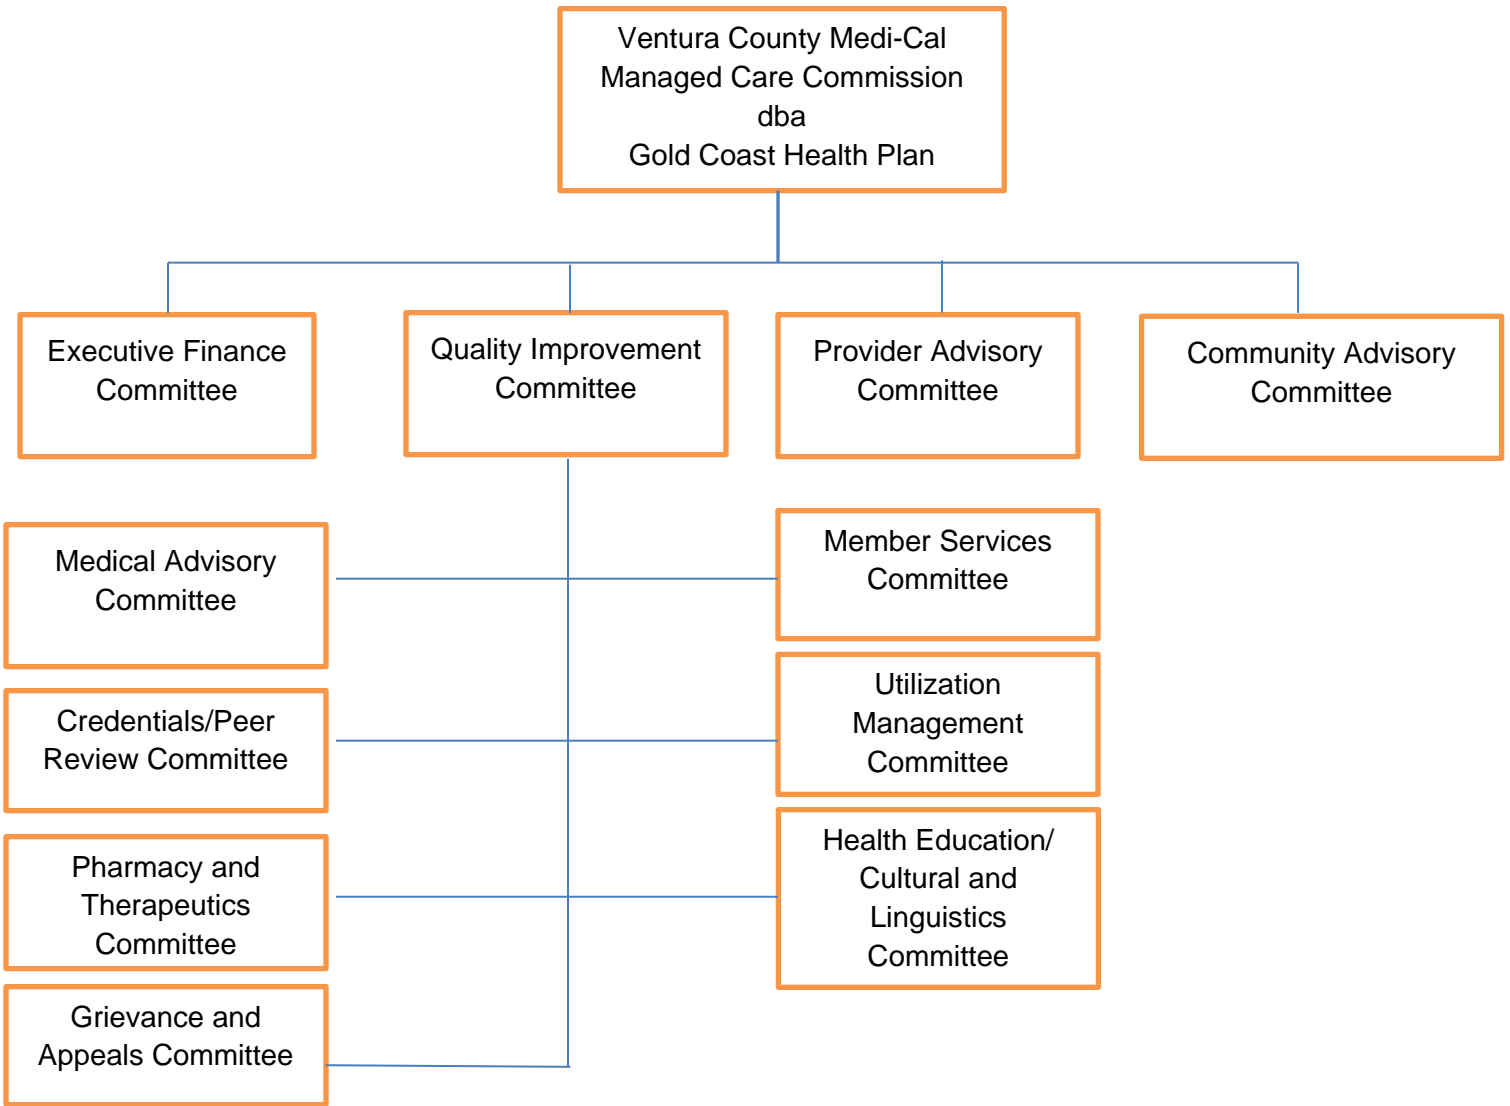 Ventura County Medi-Cal
Managed Care Commission
dba
Gold Coast Health Plan
Executive Finance
Committee
Quality Improvement
Committee
Provider Advisory
Committee
Community Advisory
Committee
Medical Advisory
Committee
Member Services
Committee
Credentials/Peer
Review Committee
Utilization
Management
Committee
Pharmacy and
Therapeutics
Committee
Health Education/
Cultural and
Linguistics
Committee
Grievance and
Appeals Committee